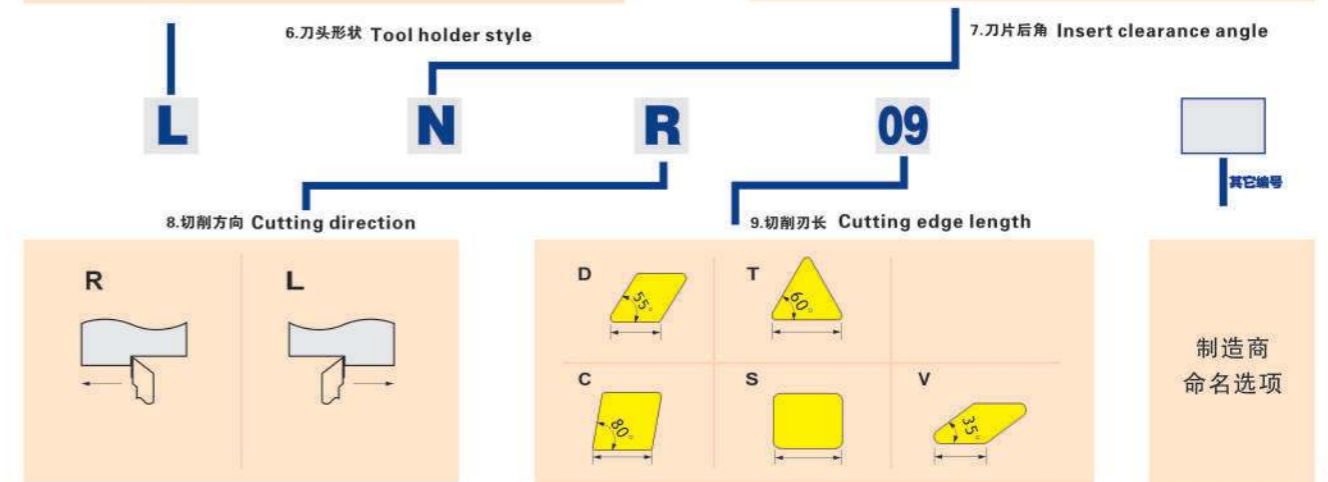 6.刀头形状 Tool holder style
7.刀片后角 Insert clearance angle
L N R 09
其它编号
8.切削方向 Cutting direction
9.切削刃长 Cutting edge length
R L
D 55° T 60°
C 80° S V 35°
制造商
命名选项